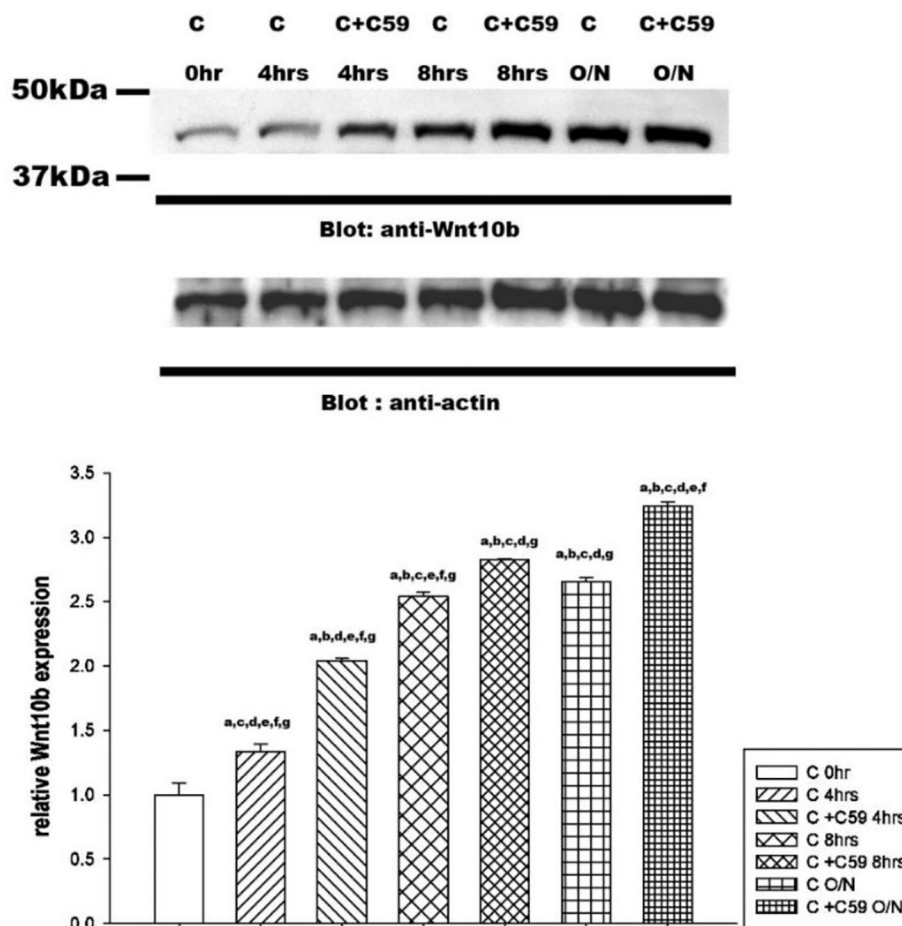 C C C+C59 C C+C59 C C+C59
0hr 4hrs 4hrs 8hrs 8hrs O/N O/N
50kDa
37kDa
Blot: anti-Wnt10b
Blot : anti-actin
relative Wnt10b expression
3.5
3.0
2.5
2.0
1.5
1.0
0.5
0.0
a,c,d,e,f,g
a,b,d,e,f,g
a,b,c,e,f,g
a,b,c,d,g
a,b,c,d,g
a,b,c,d,e,f
C 0hr
C 4hrs
C +C59 4hrs
C 8hrs
C +C59 8hrs
C O/N
C +C59 O/N